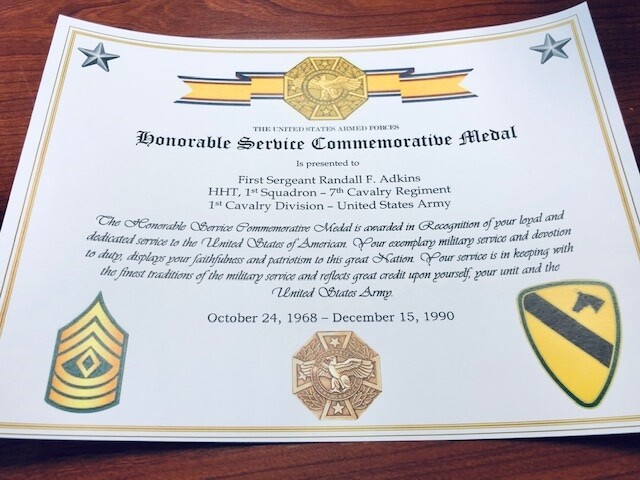 THE UNITED STATES ARMED FORCES
Honorable Service Commemorative Medal
Is presented to
First Sergeant Randall F. Adkins
HHT, 1st Squadron – 7th Cavalry Regiment
1st Cavalry Division – United States Army
The Honorable Service Commemorative Medal is awarded in Recognition of your loyal and
dedicated service to the United States of American. Your exemplary military service and devotion
to duty, displays your faithfulness and patriotism to this great Nation. Your service is in keeping with
the finest traditions of the military service and reflects great credit upon yourself, your unit and the
United States Army.
October 24, 1968 – December 15, 1990